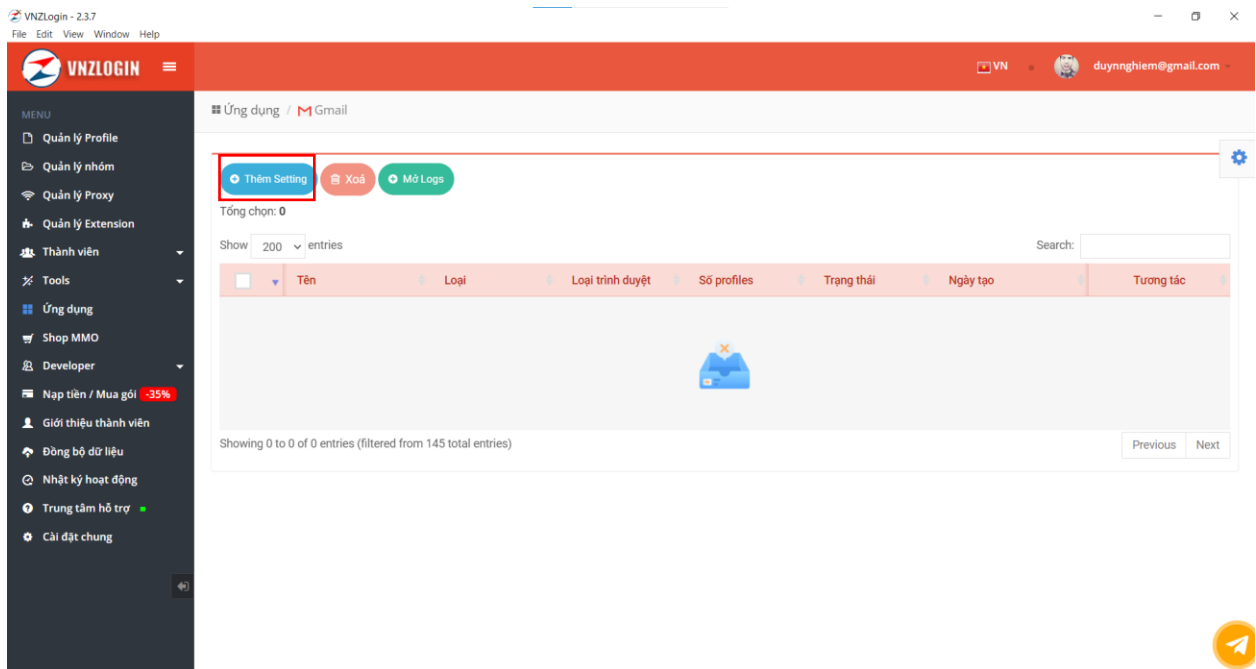 VNZLogin - 2.3.7
File Edit View Window Help
VNZLOGIN
VN
duynnghiem@gmail.com
MENU
Quản lý Profile
Quản lý nhóm
Quản lý Proxy
Quản lý Extension
Thành viên
Tools
Ứng dụng
Shop MMO
Developer
Nạp tiền / Mua gói -35%
Giới thiệu thành viên
Đồng bộ dữ liệu
Nhật ký hoạt động
Trung tâm hỗ trợ
Cài đặt chung
Ứng dụng / Gmail
Thêm Setting Xoá Mở Logs
Tổng chọn: 0
Show 200 entries Search:
Tên Loại Loại trình duyệt Số profiles Trạng thái Ngày tạo Tương tác
Showing 0 to 0 of 0 entries (filtered from 145 total entries)
Previous Next